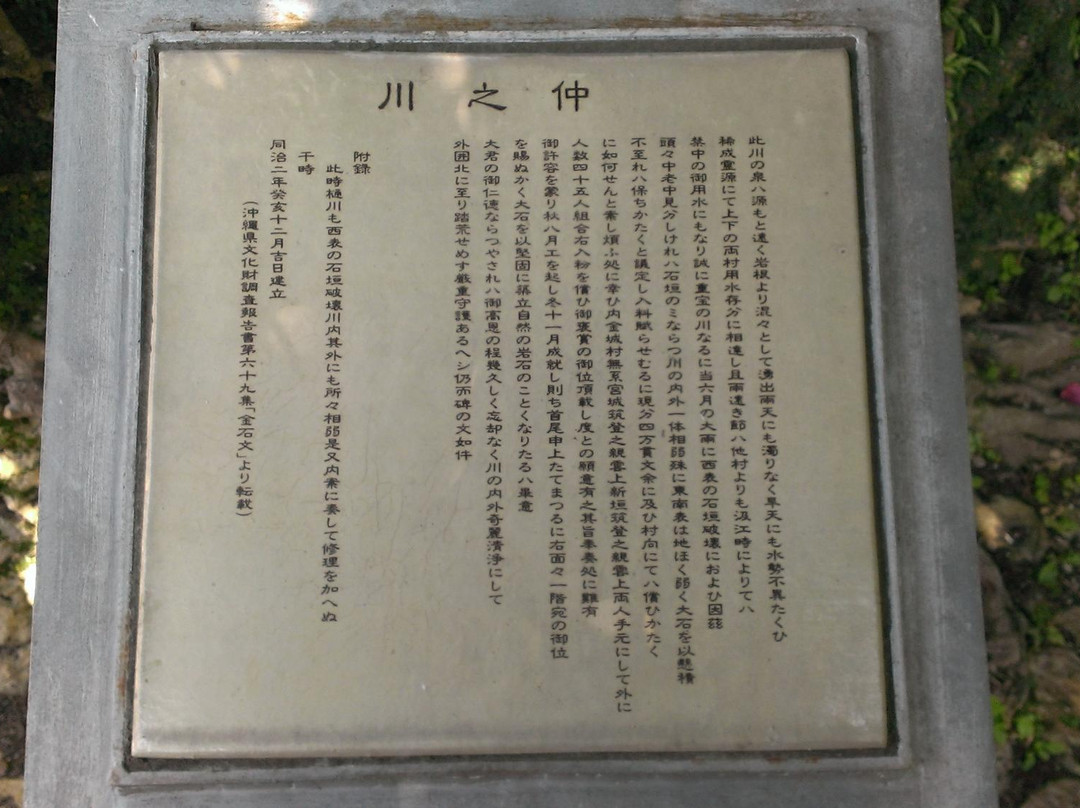 仲之川
此川の泉ハ源もと遠く岩根より混々として湧出雨天にも濁りなく旱天にも水勢不異たくひ
稀成霊源にて上下の両村用水存分に相達し且雨遠き節ハ他村よりも汲江時によりてハ
禁中の御用水にもなり誠に重宝の川なるに当六月の大雨に西表の石垣破壊におよひ因茲
頭々中老中見分しけれハ石垣のミならつ川の内外一体相弱殊に東南表は地ほく弱く大石を以畳積
不至れハ保ちかたくと議定し入料賦らせむるに現分四万貫文余に及ひ村向にてハ償ひかたく
に如何せんと案し煩ふ処に幸ひ内金城村無系宮城筑登之親雲上新垣筑登之親雲上両人手元にして外に
人数四十五人組合右入粉を償ひ御褒賞の御位頂戴し度との願意有之其旨奉奏処に難有
御許容を蒙り秋八月工を起し冬十一月成就し則ち首尾申上たてまつるに右面々一階宛の御位
を賜ぬかく大石を以堅固に築立自然の岩石のことくなりたるハ畢意
大君の御仁徳ならつやされハ御高恩の程幾久しく忘却なく川の内外奇麗清浄にして
外囲北に至り踏荒せめす厳重守護あるヘシ仍而碑の文如件
附録
此時樋川も西表の石垣破壊川内其外にも所々相弱是又内案に奏して修理を加へぬ
干時
同治二年癸亥十二月吉日建立
(沖縄県文化財調査報告書第六十九集「金石文」より転載)